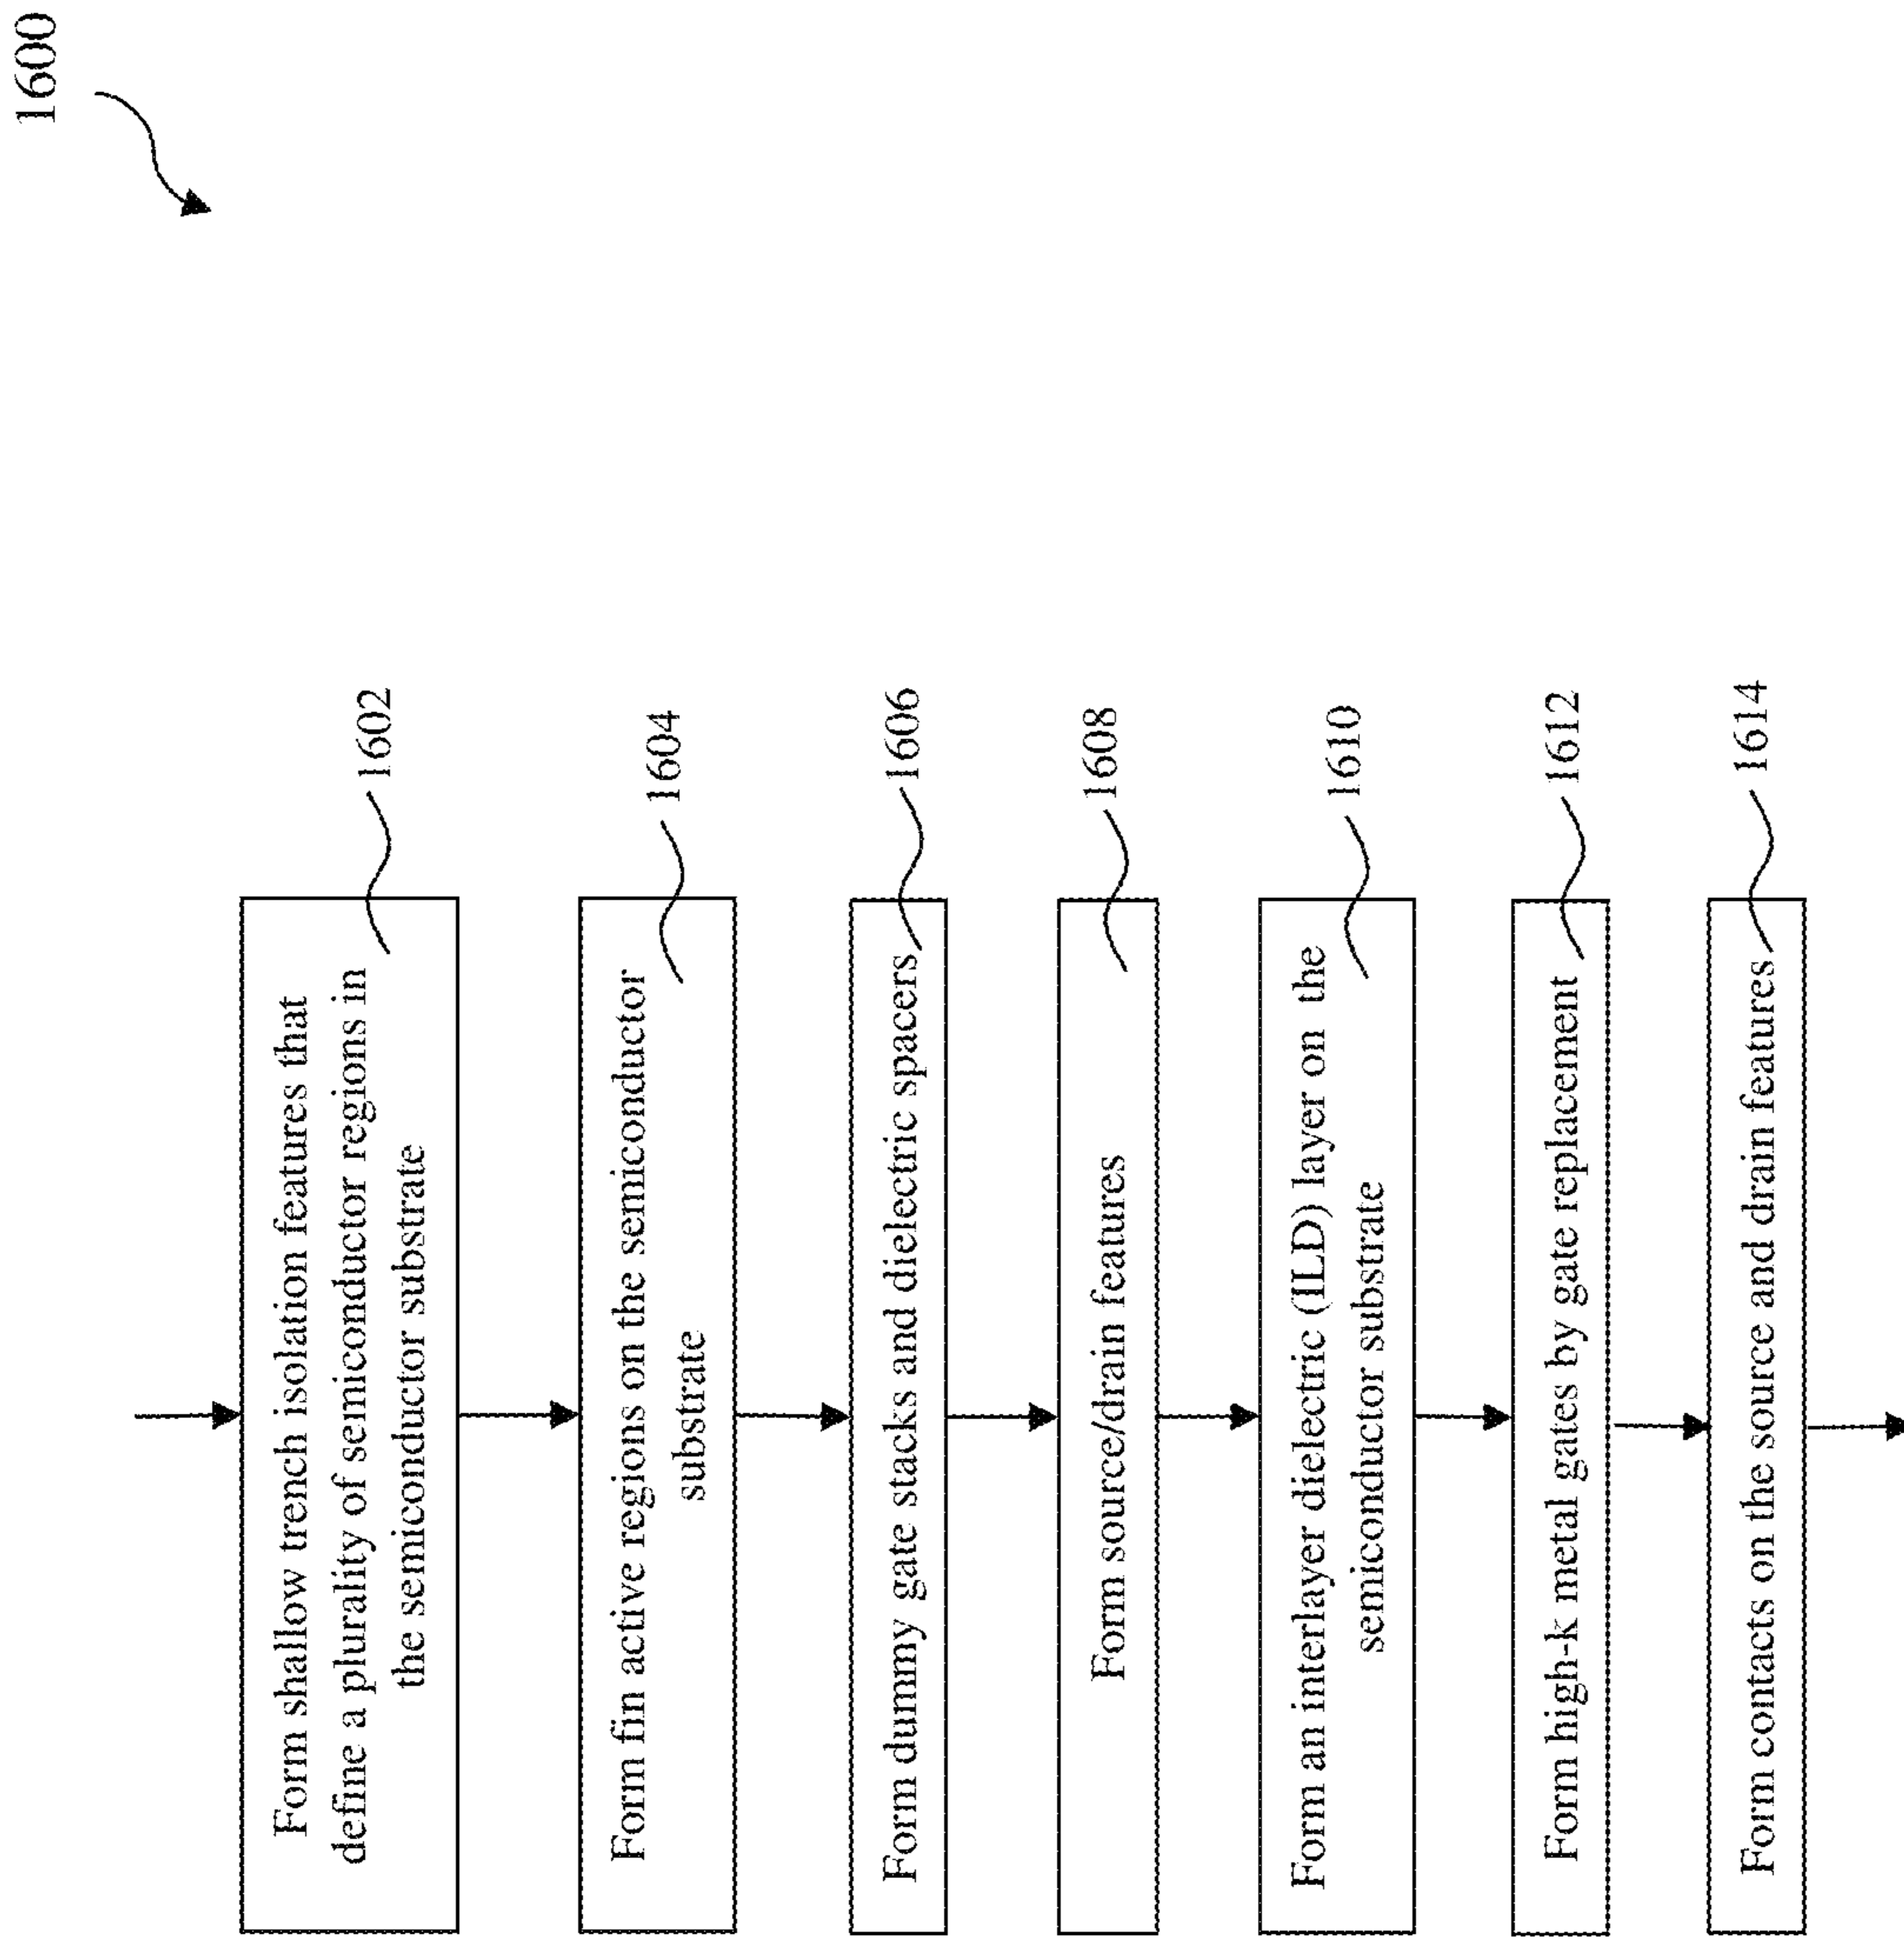 1600
Form shallow trench isolation features that
define a plurality of semiconductor regions in
the semiconductor substrate
1602
Form fin active regions on the semiconductor
substrate
1604
Form dummy gate stacks and dielectric spacers
1606
Form source/drain features
1608
Form an interlayer dielectric (ILD) layer on the
semiconductor substrate
1610
Form high-k metal gates by gate replacement
1612
Form contacts on the source and drain features
1614